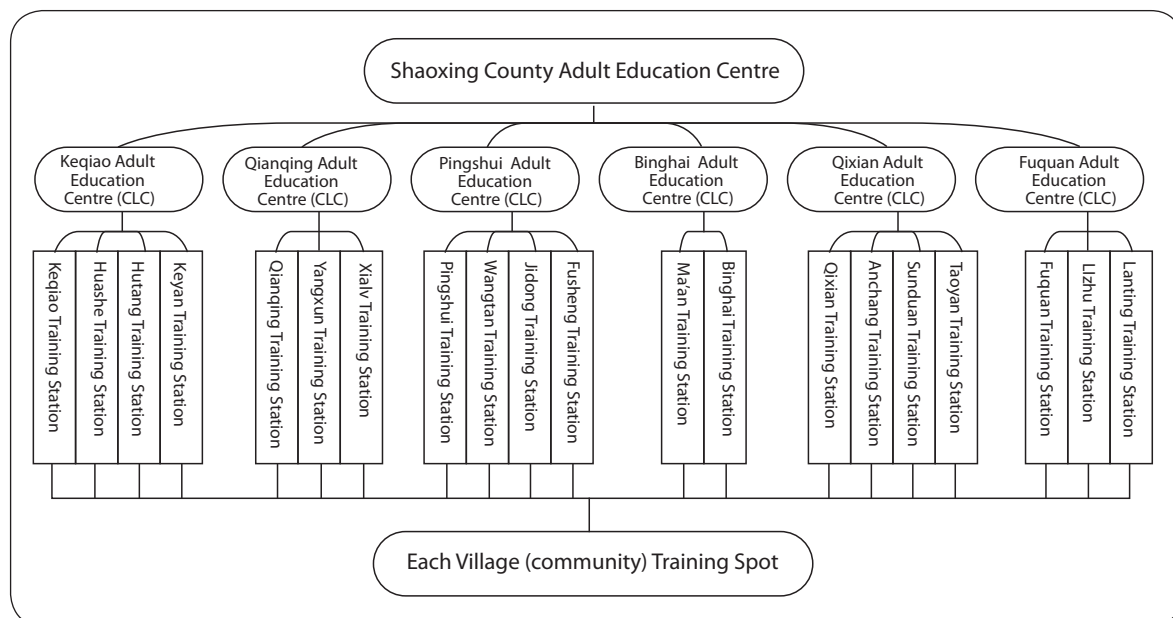 Shaoxing County Adult Education Centre
Keqiao Adult
Education
Centre (CLC)
Qianqing Adult
Education
Centre (CLC)
Pingshui Adult
Education
Centre (CLC)
Binghai Adult
Education
Centre (CLC)
Qixian Adult
Education
Centre (CLC)
Fuquan Adult
Education
Centre (CLC)
Keqiao Training Station
Huashe Training Station
Hutang Training Station
Keyan Training Station
Qianqing Training Station
Yangxun Training Station
Xialv Training Station
Pingshui Training Station
Wangtan Training Station
Jidong Training Station
Fusheng Training Station
Ma'an Training Station
Binghai Training Station
Qixian Training Station
Anchang Training Station
Sunduan Training Station
Taoyan Training Station
Fuquan Training Station
LIzhu Training Station
Lanting Training Station
Each Village (community) Training Spot